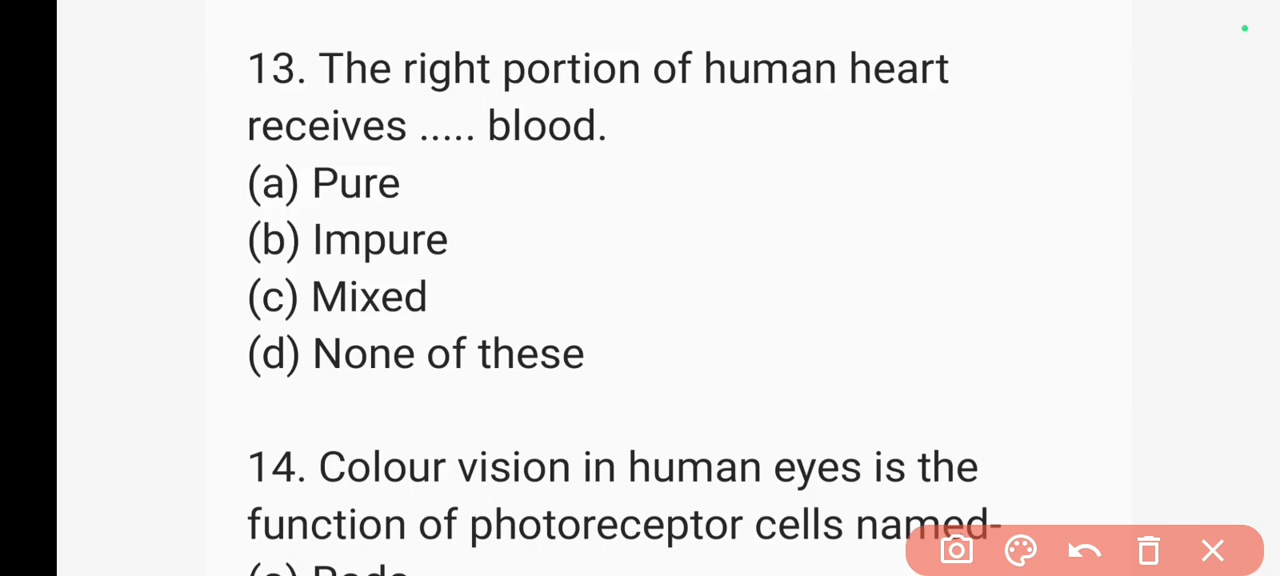 13. The right portion of human heart
receives ..... blood.
(a) Pure
(b) Impure
(c) Mixed
(d) None of these
14. Colour vision in human eyes is the
function of photoreceptor cells named-
(a) Rods